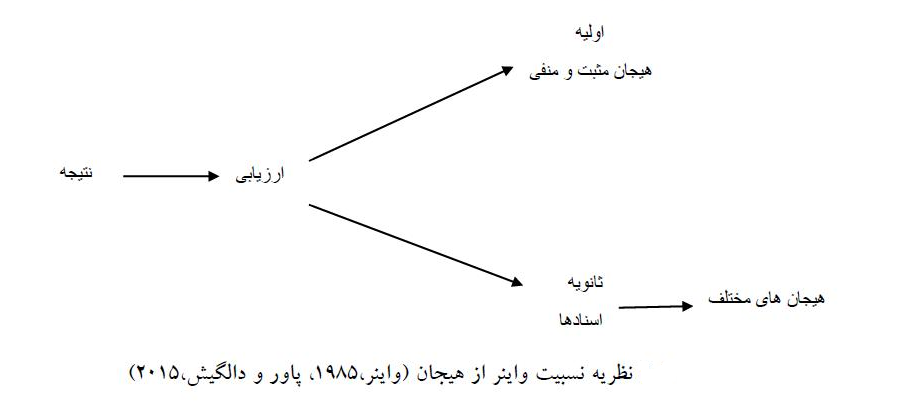 اولیه
هیجان مثبت و منفی
نتیجه
ارزیابی
ثانویه
اسنادها
هیجان های مختلف
نظریه نسبیت واینر از هیجان (واینر،۱۹۸۵، پاور و دالگیش،۲۰۱۵)